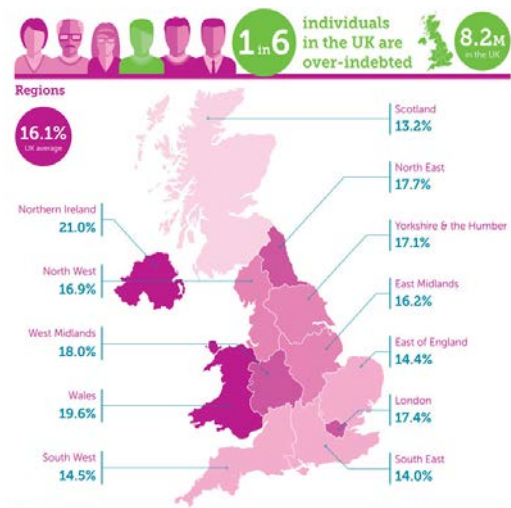 1 in 6
individuals
in the UK are
over-indebted
8.2M
in the UK
Regions
16.1%
UK average
Scotland
13.2%
North East
17.7%
Northern Ireland
21.0%
Yorkshire & the Humber
17.1%
North West
16.9%
East Midlands
16.2%
West Midlands
18.0%
East of England
14.4%
Wales
19.6%
London
17.4%
South West
14.5%
South East
14.0%